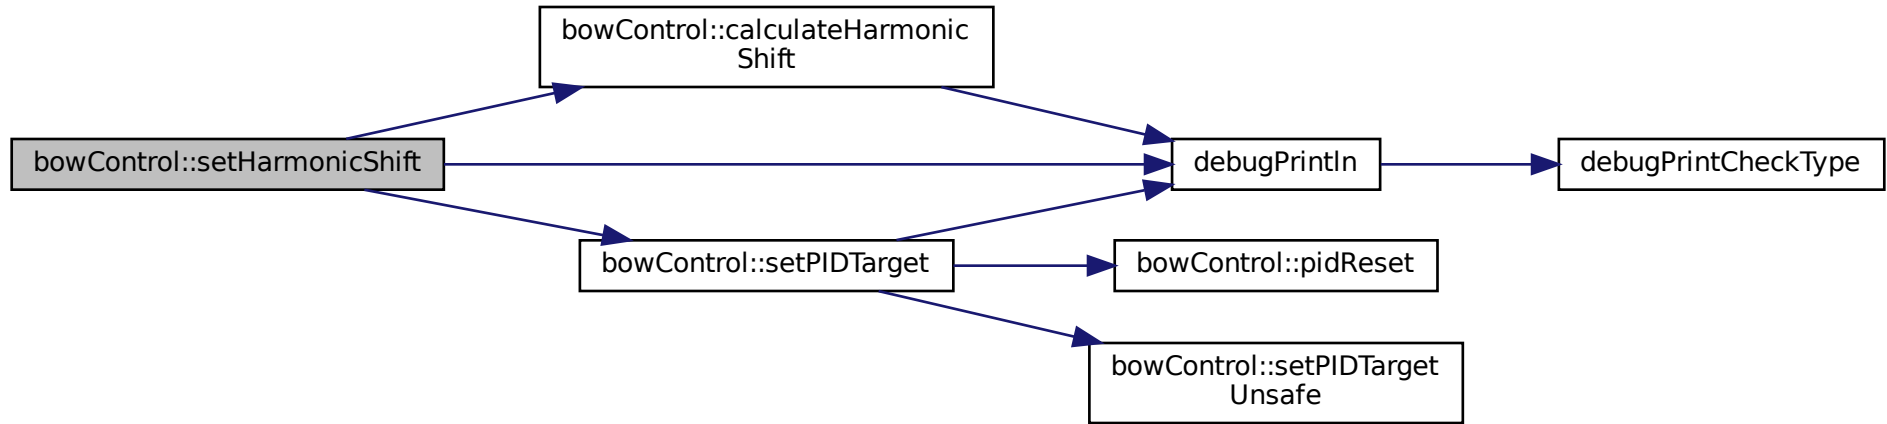 bowControl::calculateHarmonic
Shift
bowControl::setHarmonicShift
debugPrintln
debugPrintCheckType
bowControl::setPIDTarget
bowControl::pidReset
bowControl::setPIDTarget
Unsafe